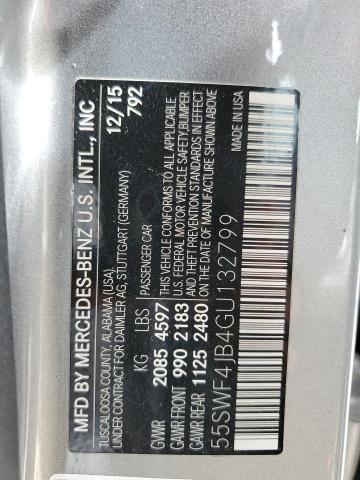 MFD BY MERCEDES-BENZ U.S. INTL., INC
TUSCALOOSA COUNTY, ALABAMA (USA) 12/15
UNDER CONTRACT FOR DAIMLER AG, STUTTGART (GERMANY) 792
PASSENGER CAR
KG LBS
GVWR 2085 4597
GAWR FRONT 990 2183
GAWR REAR 1125 2480
THIS VEHICLE CONFORMS TO ALL APPLICABLE
U.S. FEDERAL MOTOR VEHICLE SAFETY,BUMPER
AND THEFT PREVENTION STANDARDS IN EFFECT
ON DATE OF MANUFACTURE SHOWN ABOVE
55SWF4JB4GU132799
MADE IN USA